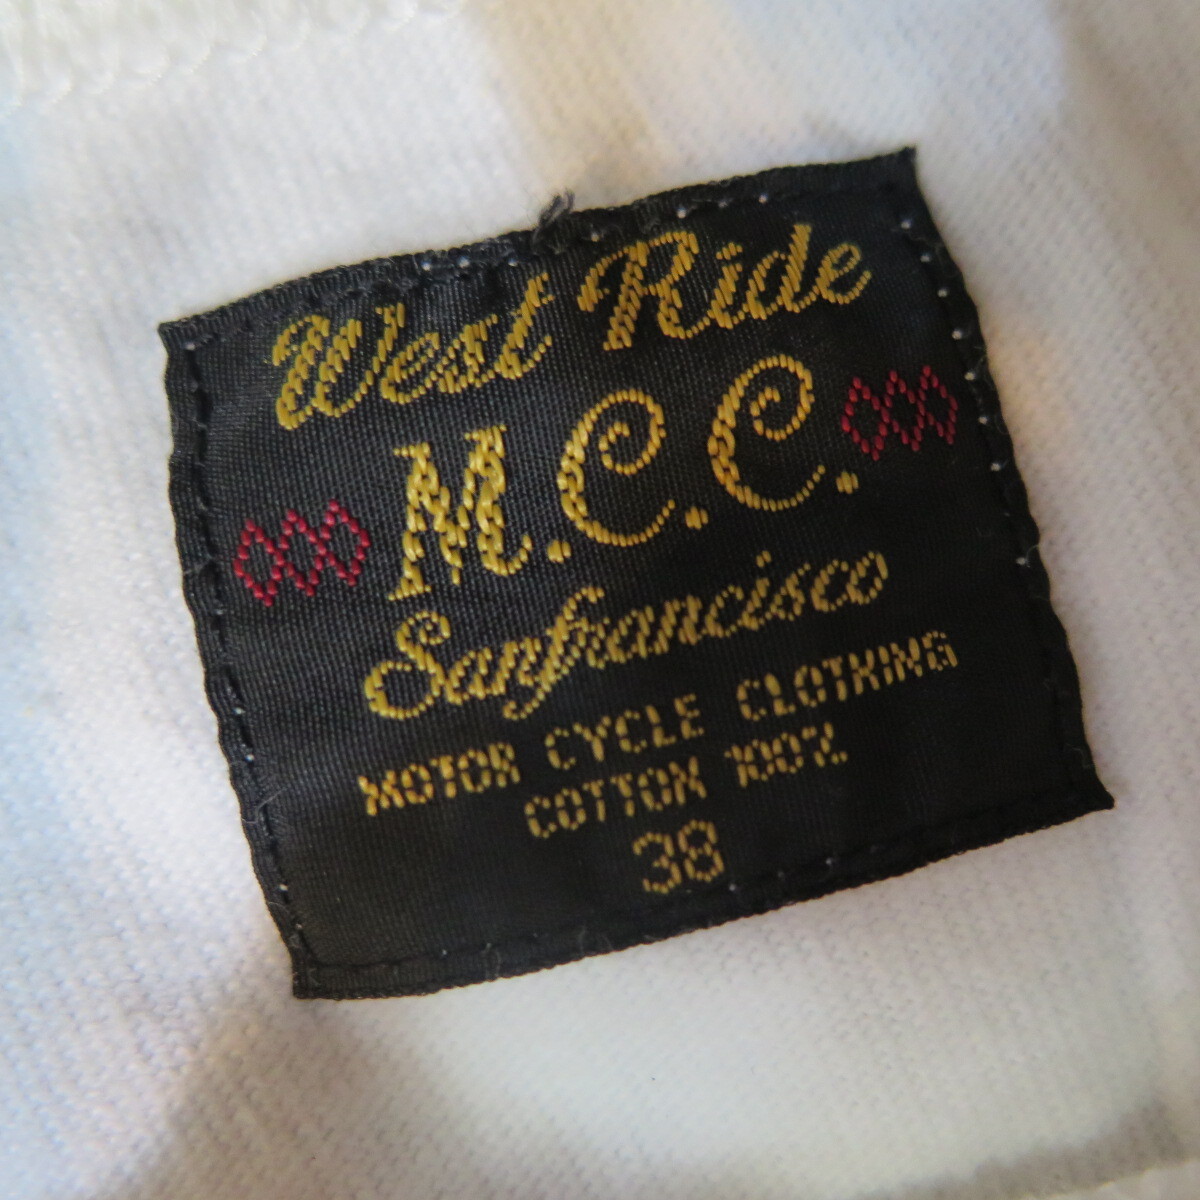 West Ride
M.C.C.
Sanfrancisco
MOTOR CYCLE CLOTHING
COTTON 100%
38